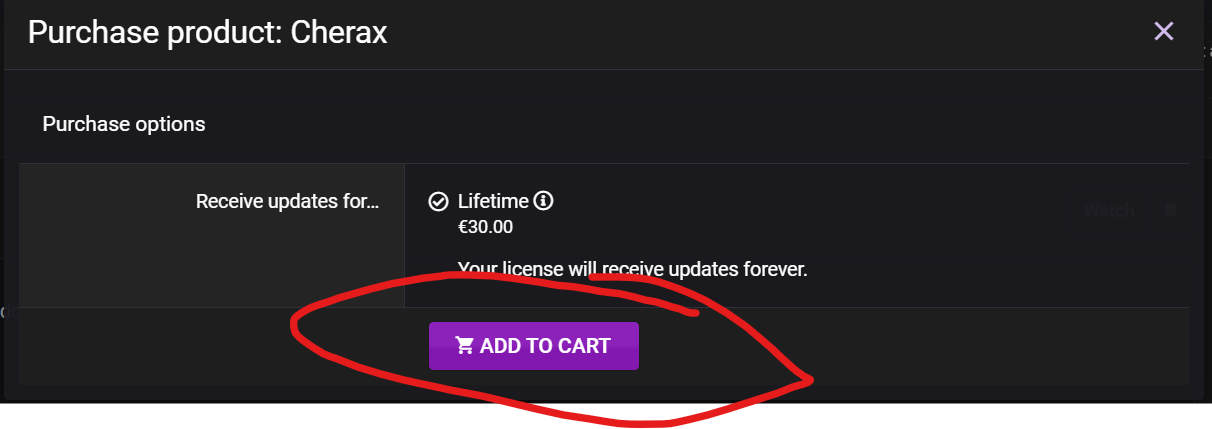 Purchase product: Cherax
Purchase options
Receive updates for...
Lifetime
€30.00
Your license will receive updates forever.
ADD TO CART
Watch